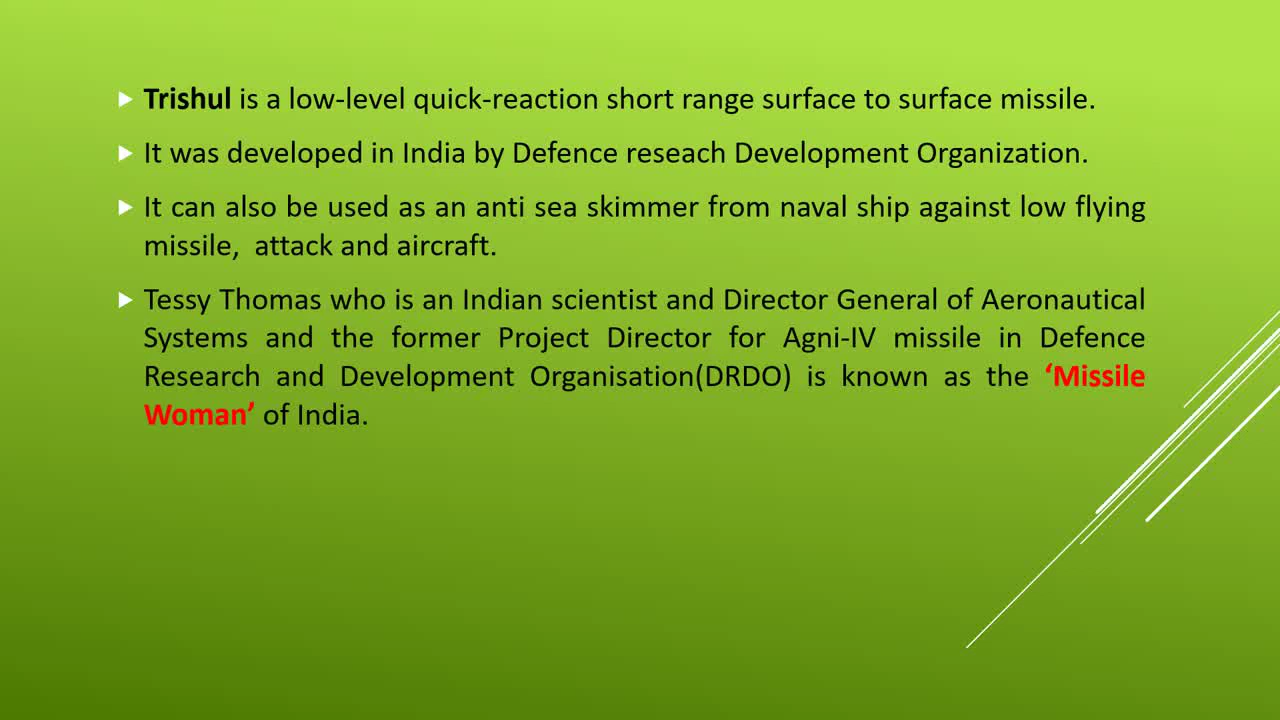 Trishul is a low-level quick-reaction short range surface to surface missile.
It was developed in India by Defence reseach Development Organization.
It can also be used as an anti sea skimmer from naval ship against low flying
missile,  attack and aircraft.
Tessy Thomas who is an Indian scientist and Director General of Aeronautical
Systems and the former Project Director for Agni-IV missile in Defence
Research and Development Organisation(DRDO) is known as the ‘Missile
Woman’ of India.